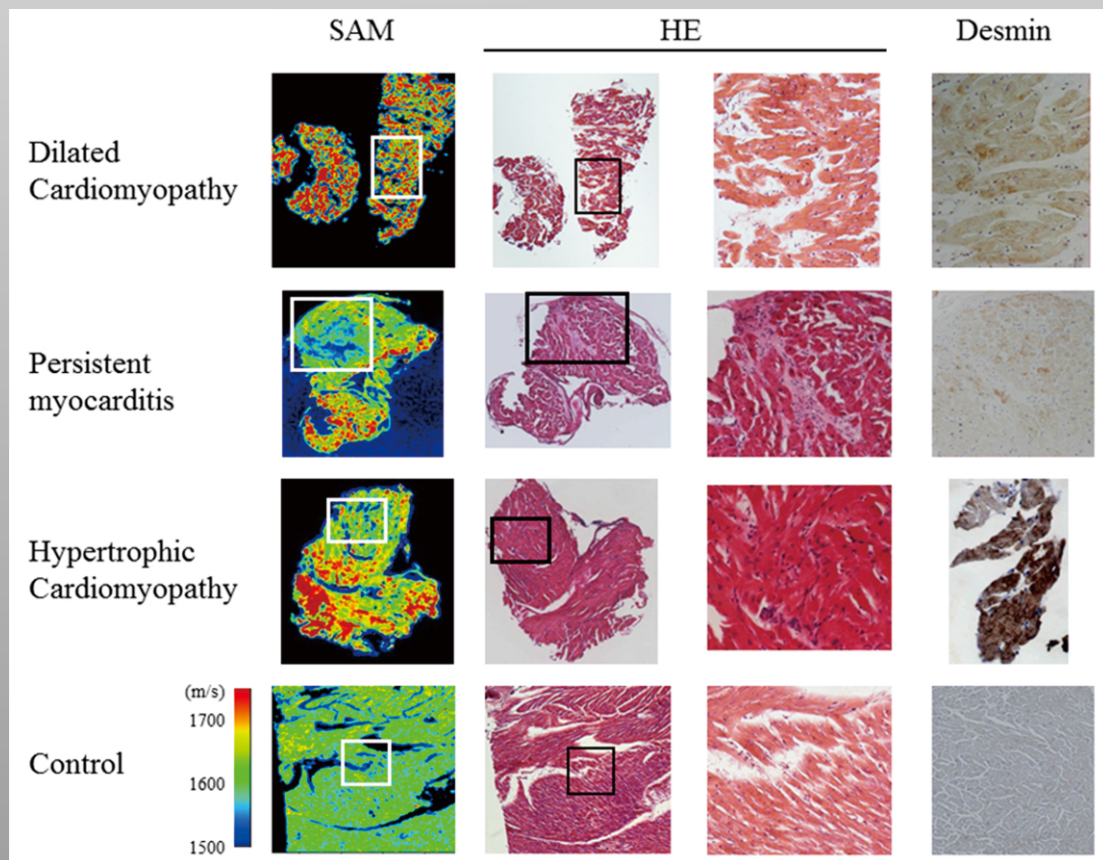 SAM HE Desmin
Dilated
Cardiomyopathy
Persistent
myocarditis
Hypertrophic
Cardiomyopathy
Control
(m/s)
1700
1600
1500